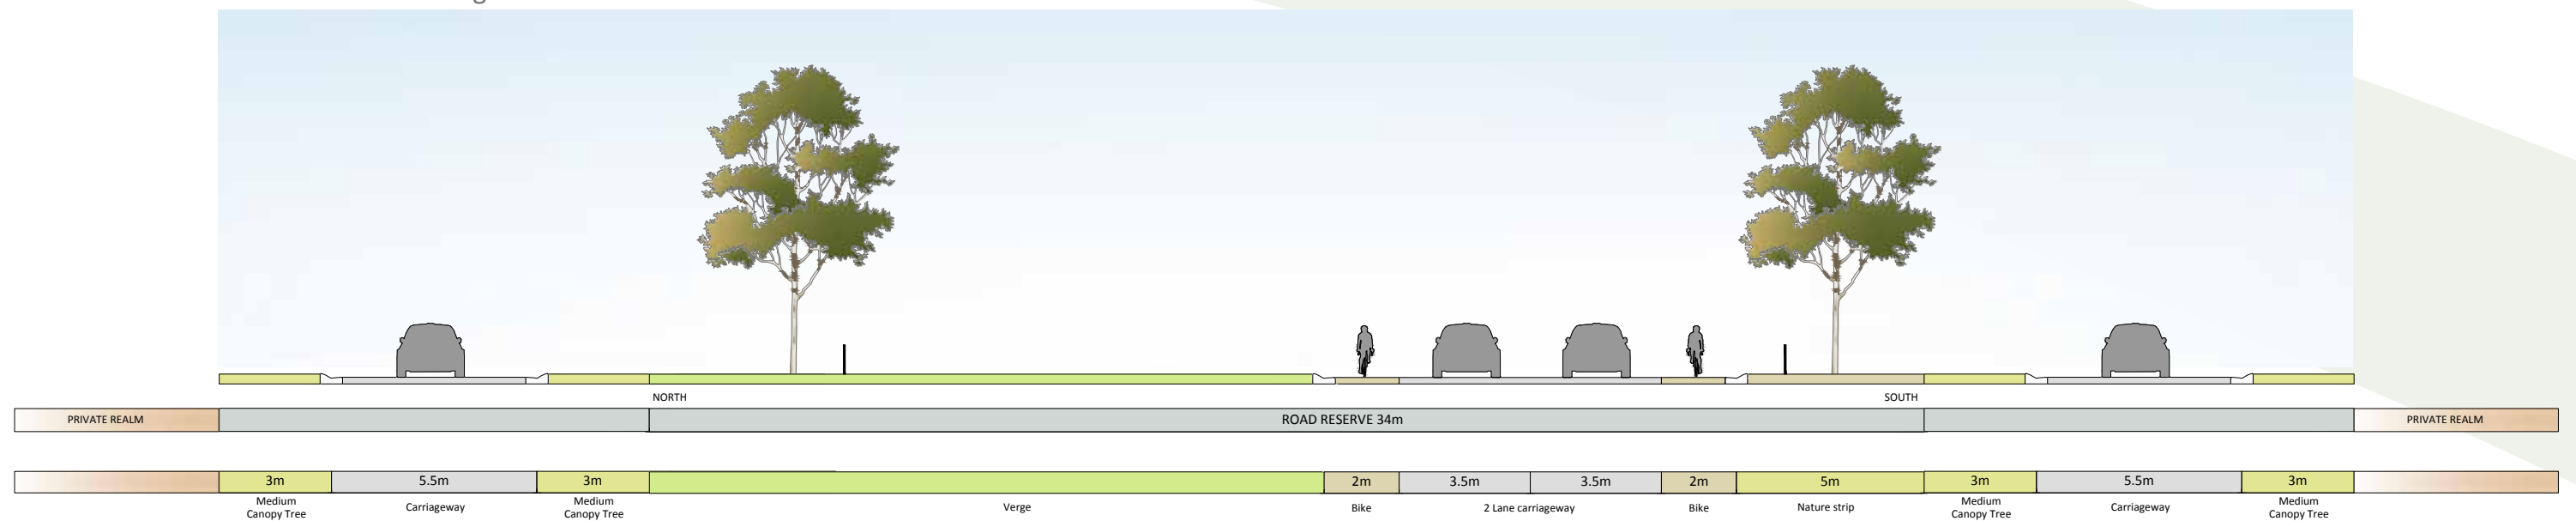 NORTH
SOUTH
PRIVATE REALM
ROAD RESERVE 34m
PRIVATE REALM
3m
5.5m
3m
2m
3.5m
3.5m
2m
5m
3m
5.5m
3m
Medium
Canopy Tree
Carriageway
Medium
Canopy Tree
Verge
Bike
2 Lane carriageway
Bike
Nature strip
Medium
Canopy Tree
Carriageway
Medium
Canopy Tree